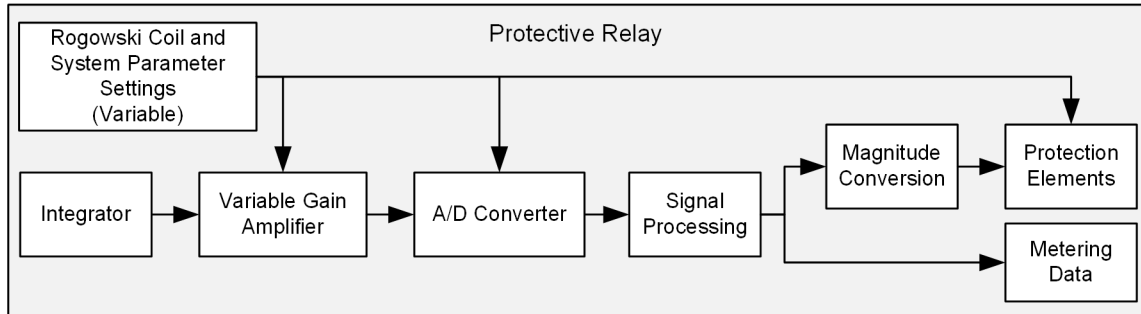 Protective Relay
Rogowski Coil and
System Parameter
Settings
(Variable)
Integrator
Variable Gain
Amplifier
A/D Converter
Signal
Processing
Magnitude
Conversion
Protection
Elements
Metering
Data